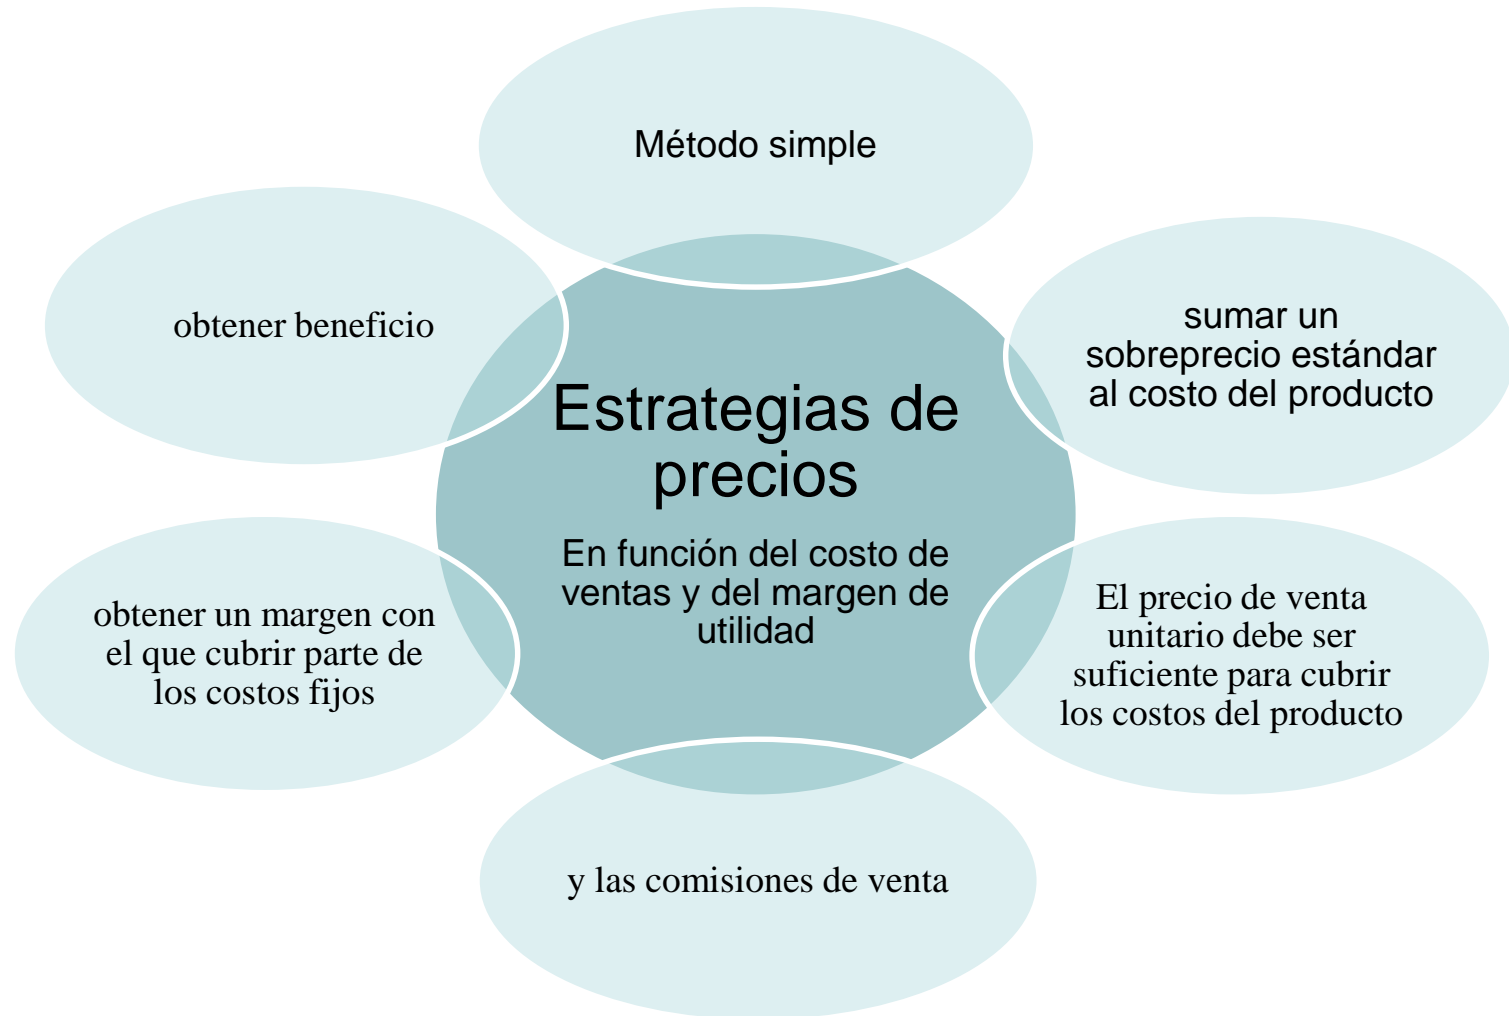 Método simple
sumar un
sobreprecio estándar
al costo del producto
El precio de venta
unitario debe ser
suficiente para cubrir
los costos del producto
y las comisiones de venta
obtener un margen con
el que cubrir parte de
los costos fijos
obtener beneficio
Estrategias de
precios
En función del costo de
ventas y del margen de
utilidad